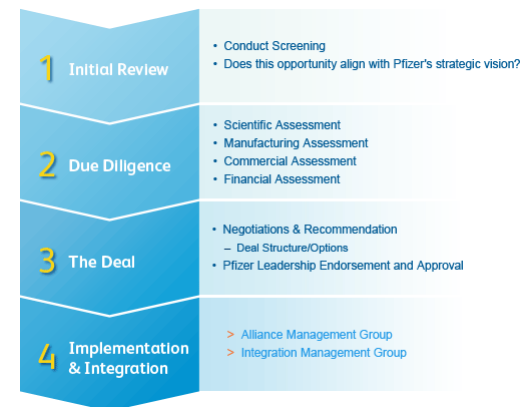 1 Initial Review
• Conduct Screening
• Does this opportunity align with Pfizer's strategic vision?
2 Due Diligence
• Scientific Assessment
• Manufacturing Assessment
• Commercial Assessment
• Financial Assessment
3 The Deal
• Negotiations & Recommendation
– Deal Structure/Options
• Pfizer Leadership Endorsement and Approval
4 Implementation
& Integration
> Alliance Management Group
> Integration Management Group